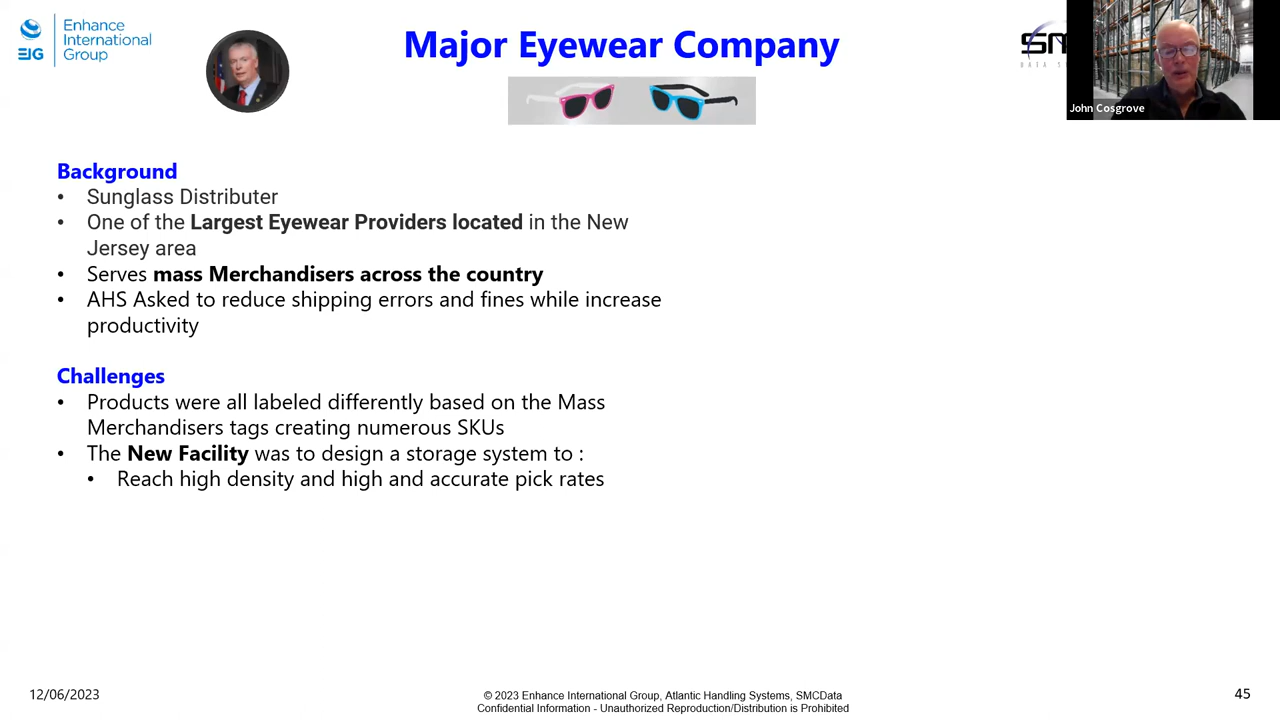 Enhance
International
Group
EIG
Major Eyewear Company
John Cosgrove
Background
• Sunglass Distributer
• One of the Largest Eyewear Providers located in the New
Jersey area
• Serves mass Merchandisers across the country
• AHS Asked to reduce shipping errors and fines while increase
productivity
Challenges
• Products were all labeled differently based on the Mass
Merchandisers tags creating numerous SKUs
• The New Facility was to design a storage system to :
• Reach high density and high and accurate pick rates
12/06/2023
© 2023 Enhance International Group, Atlantic Handling Systems, SMCData
Confidential Information - Unauthorized Reproduction/Distribution is Prohibited
45